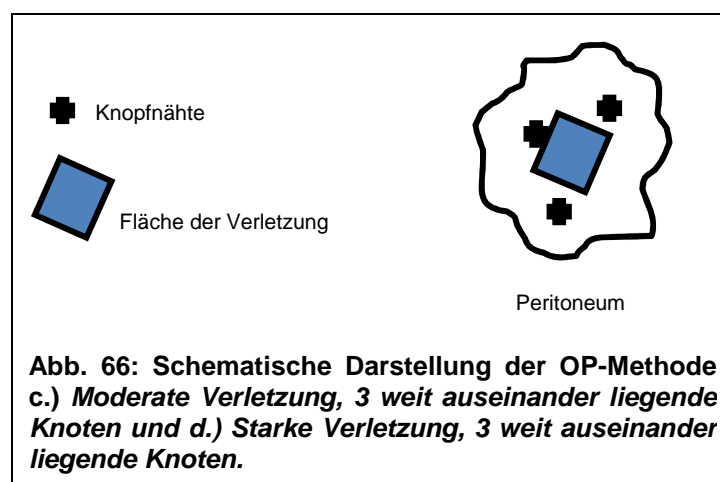 Knopfnähte
Fläche der Verletzung
Peritoneum
Abb. 66: Schematische Darstellung der OP-Methode
c.) Moderate Verletzung, 3 weit auseinander liegende
Knoten und d.) Starke Verletzung, 3 weit auseinander
liegende Knoten.